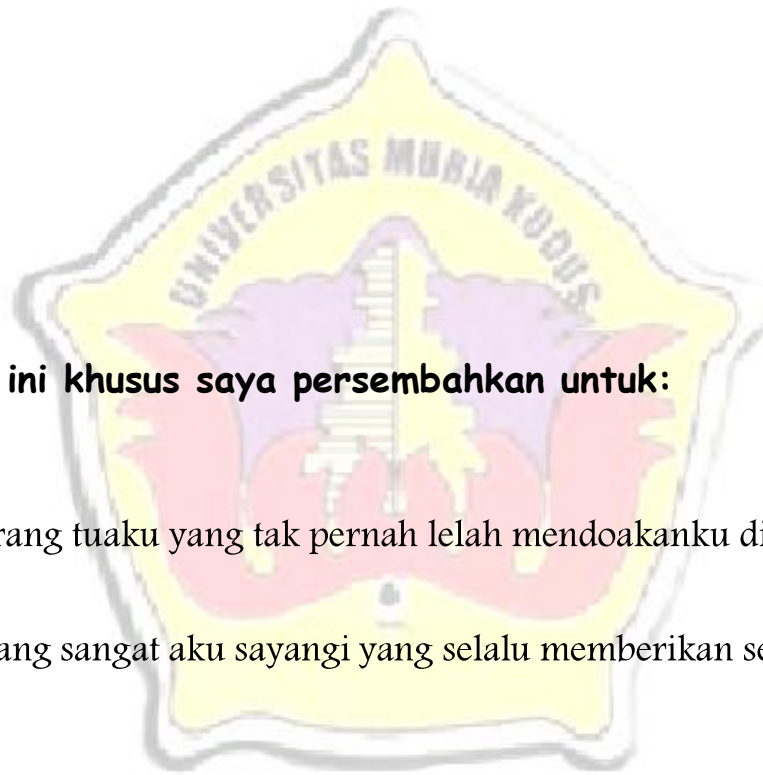 UNIVERSITAS MURIA KUDUS
ini khusus saya persembahkan untuk:
rang tuaku yang tak pernah lelah mendoakanku di
ang sangat aku sayangi yang selalu memberikan se